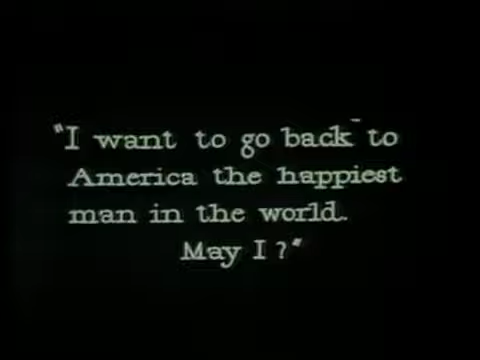 "I want to go back to
America the happiest
man in the world.
May I?"